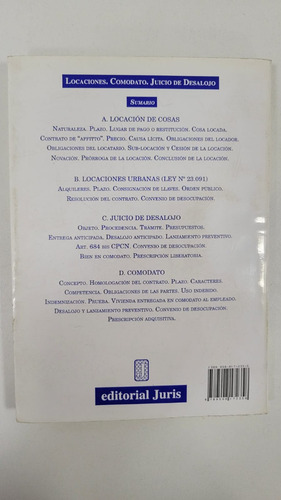 Locaciones. Comodato. Juicio de Desalojo
Sumario
A. Locación de Cosas
Naturaleza. Plazo. Lugar de pago o restitución. Cosa locada.
Contrato de "affitto". Precio. Causa lícita. Obligaciones del locador.
Obligaciones del locatario. Sub-locación y Cesión de la locación.
Novación. Prórroga de la locación. Conclusión de la locación.
B. Locaciones Urbanas (Ley Nº 23.091)
Alquileres. Plazo. Consignación de llaves. Orden público.
Resolución del contrato. Convenio de desocupación.
C. Juicio de Desalojo
Objeto. Procedencia. Trámite. Presupuestos.
Entrega anticipada. Desalojo anticipado. Lanzamiento preventivo.
Art. 684 bis CPCN. Convenio de desocupación.
Bien en comodato. Prescripción liberatoria.
D. Comodato
Concepto. Homologación del contrato. Plazo. Caracteres.
Competencia. Obligaciones de las partes. Uso indebido.
Indemnización. Prueba. Vivienda entregada en comodato al empleado.
Desalojo y lanzamiento preventivo. Convenio de desocupación.
Prescripción adquisitiva.
editorial Juris